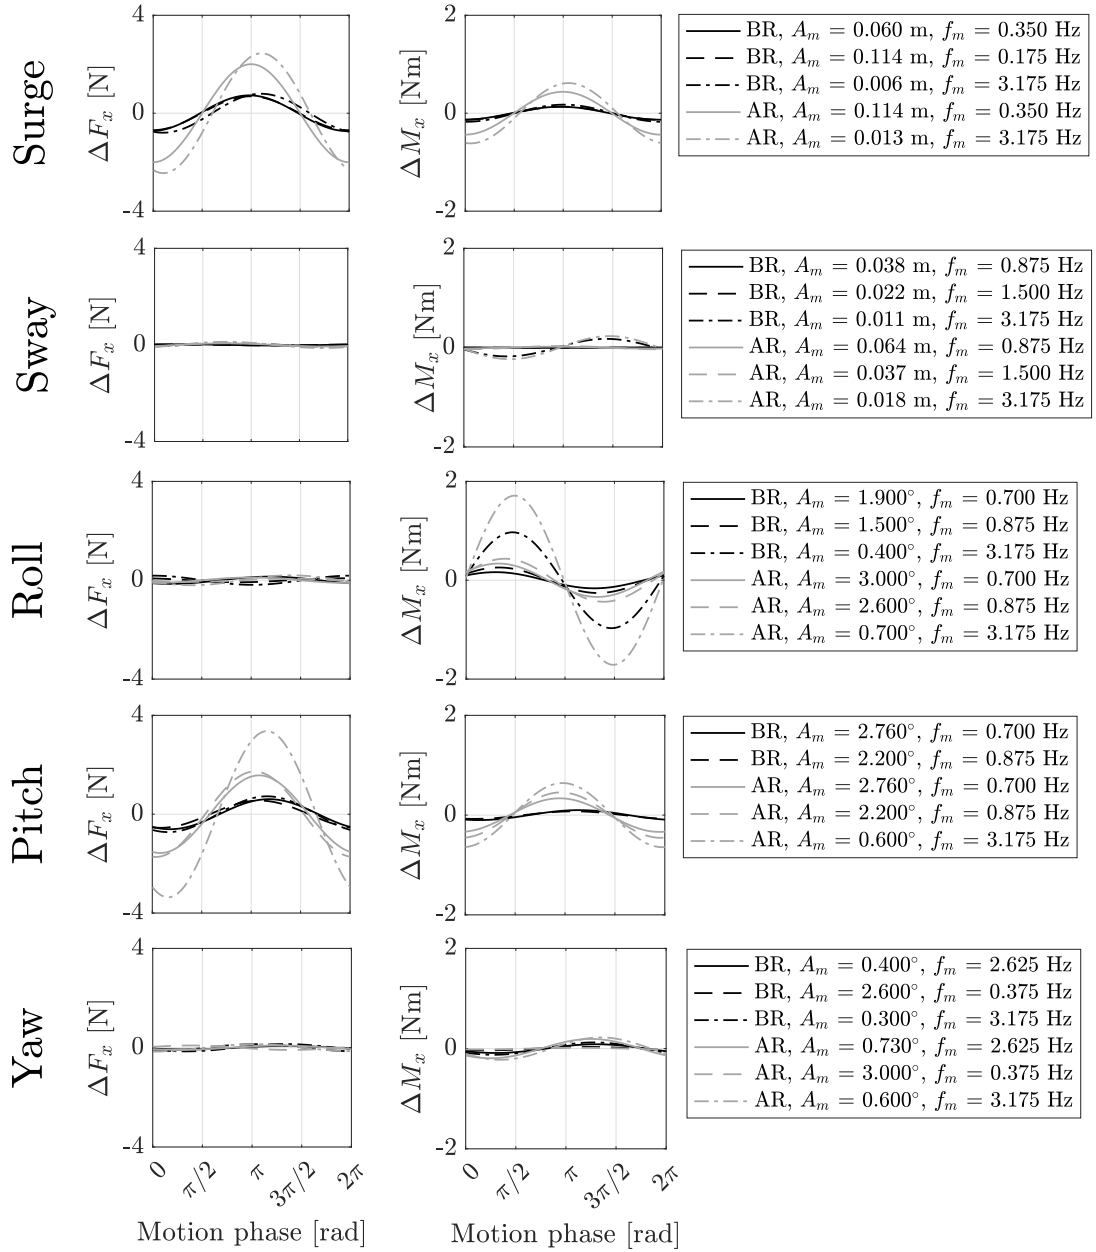 Surge
ΔF_x [N]
4
0
-4
ΔM_x [Nm]
2
0
-2
BR, A_m = 0.060 m, f_m = 0.350 Hz
BR, A_m = 0.114 m, f_m = 0.175 Hz
BR, A_m = 0.006 m, f_m = 3.175 Hz
AR, A_m = 0.114 m, f_m = 0.350 Hz
AR, A_m = 0.013 m, f_m = 3.175 Hz
Sway
ΔF_x [N]
4
0
-4
ΔM_x [Nm]
2
0
-2
BR, A_m = 0.038 m, f_m = 0.875 Hz
BR, A_m = 0.022 m, f_m = 1.500 Hz
BR, A_m = 0.011 m, f_m = 3.175 Hz
AR, A_m = 0.064 m, f_m = 0.875 Hz
AR, A_m = 0.037 m, f_m = 1.500 Hz
AR, A_m = 0.018 m, f_m = 3.175 Hz
Roll
ΔF_x [N]
4
0
-4
ΔM_x [Nm]
2
0
-2
BR, A_m = 1.900°, f_m = 0.700 Hz
BR, A_m = 1.500°, f_m = 0.875 Hz
BR, A_m = 0.400°, f_m = 3.175 Hz
AR, A_m = 3.000°, f_m = 0.700 Hz
AR, A_m = 2.600°, f_m = 0.875 Hz
AR, A_m = 0.700°, f_m = 3.175 Hz
Pitch
ΔF_x [N]
4
0
-4
ΔM_x [Nm]
2
0
-2
BR, A_m = 2.760°, f_m = 0.700 Hz
BR, A_m = 2.200°, f_m = 0.875 Hz
AR, A_m = 2.760°, f_m = 0.700 Hz
AR, A_m = 2.200°, f_m = 0.875 Hz
AR, A_m = 0.600°, f_m = 3.175 Hz
Yaw
ΔF_x [N]
4
0
-4
ΔM_x [Nm]
2
0
-2
BR, A_m = 0.400°, f_m = 2.625 Hz
BR, A_m = 2.600°, f_m = 0.375 Hz
BR, A_m = 0.300°, f_m = 3.175 Hz
AR, A_m = 0.730°, f_m = 2.625 Hz
AR, A_m = 3.000°, f_m = 0.375 Hz
AR, A_m = 0.600°, f_m = 3.175 Hz
0 π/2 π 3π/2 2π
0 π/2 π 3π/2 2π
Motion phase [rad]
Motion phase [rad]